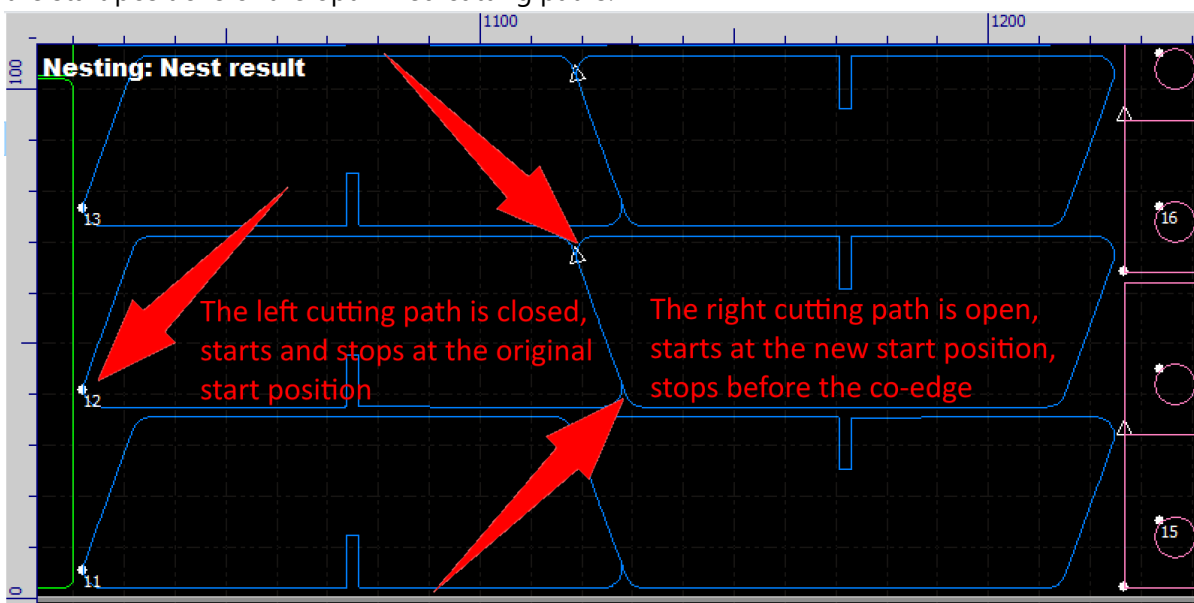 1100
1200
100
Nesting: Nest result
13
16
The left cutting path is closed,
starts and stops at the original
start position
The right cutting path is open,
starts at the new start position,
stops before the co-edge
12
15
11
0